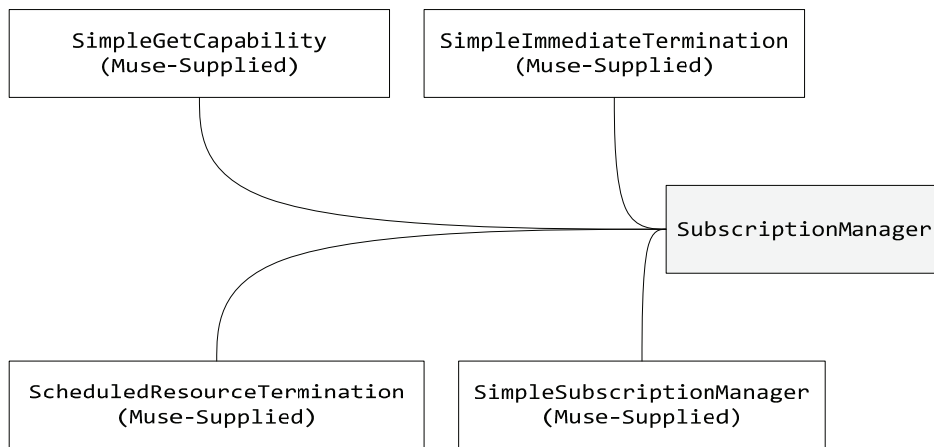 SimpleGetCapability
(Muse-Supplied)
SimpleImmediateTermination
(Muse-Supplied)
SubscriptionManager
ScheduledResourceTermination
(Muse-Supplied)
SimpleSubscriptionManager
(Muse-Supplied)